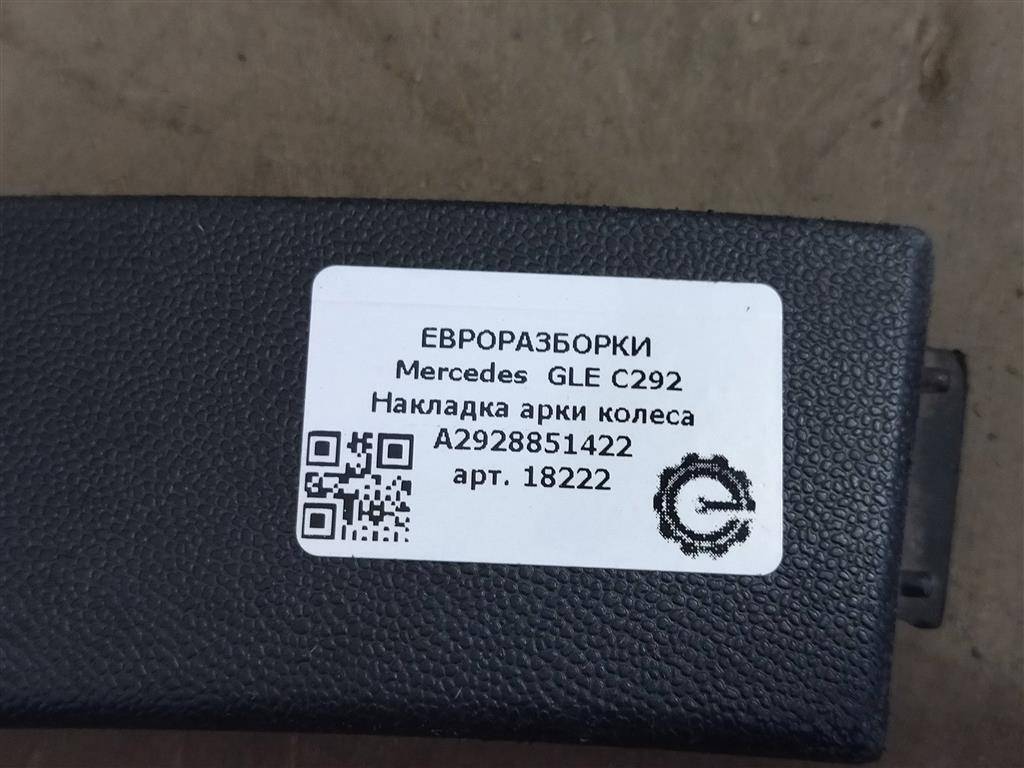 ЕВРОРАЗБОРКИ
Mercedes GLE C292
Накладка арки колеса
A2928851422
арт. 18222